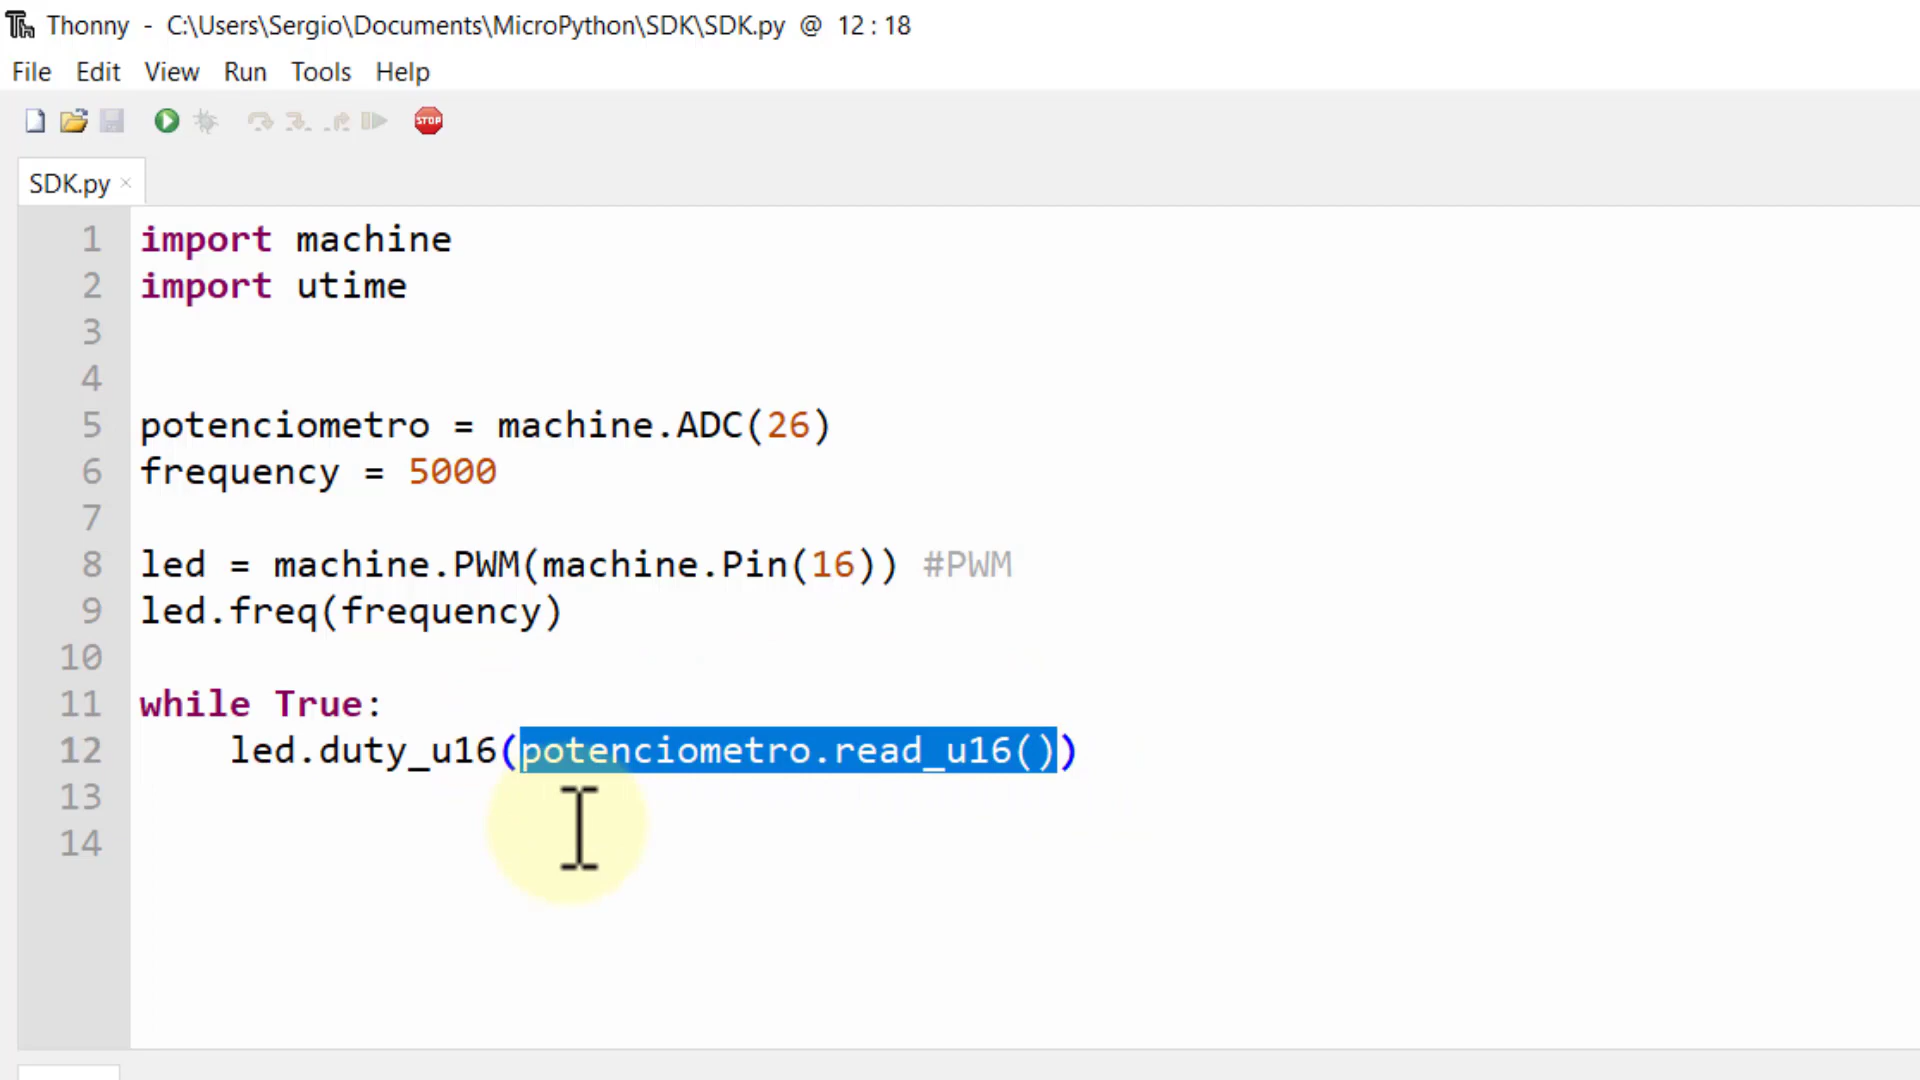 Thonny - C:\Users\Sergio\Documents\MicroPython\SDK\SDK.py @ 12 : 18
File Edit View Run Tools Help
STOP
SDK.py ×
1 import machine
2 import utime
3
4
5 potenciometro = machine.ADC(26)
6 frequency = 5000
7
8 led = machine.PWM(machine.Pin(16)) #PWM
9 led.freq(frequency)
10
11 while True:
12     led.duty_u16(potenciometro.read_u16())
13
14